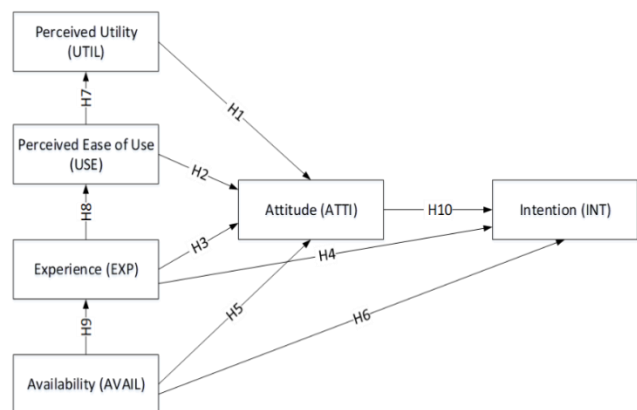 Perceived Utility
(UTIL)
H7
H1
Perceived Ease of Use
(USE)
H2
H8
Attitude (ATTI)
H10
Intention (INT)
H3
Experience (EXP)
H4
H9
H5
H6
Availability (AVAIL)